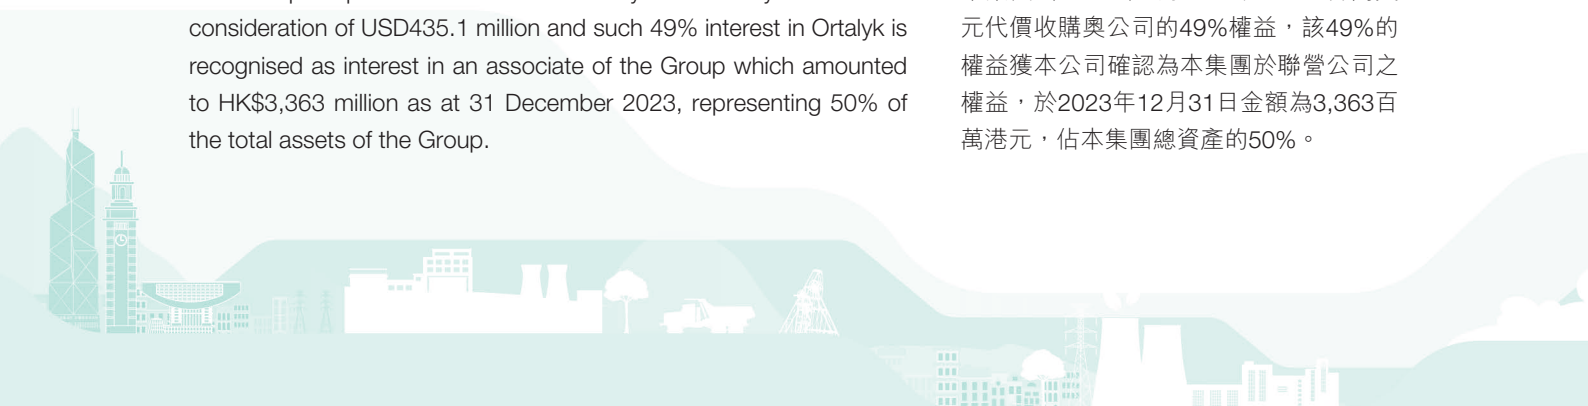 consideration of USD435.1 million and such 49% interest in Ortalyk is
recognised as interest in an associate of the Group which amounted
to HK$3,363 million as at 31 December 2023, representing 50% of
the total assets of the Group.
元代價收購奧公司的49%權益，該49%的
權益獲本公司確認為本集團於聯營公司之
權益，於2023年12月31日金額為3,363百
萬港元，佔本集團總資產的50%。